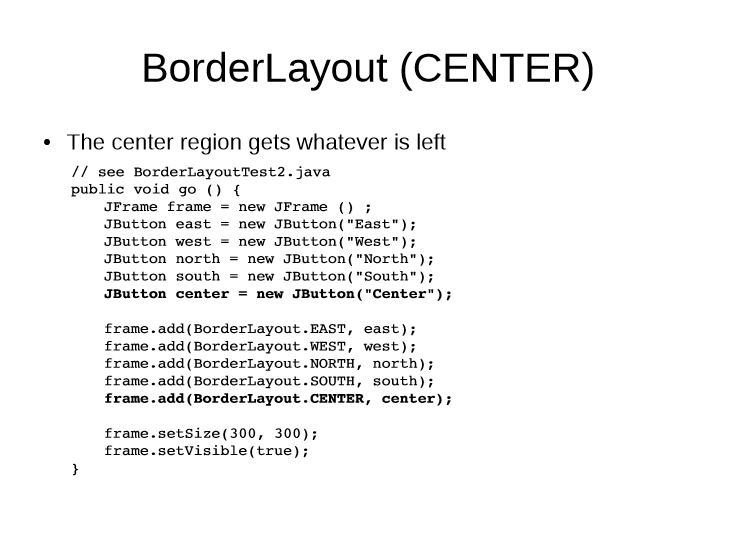 BorderLayout (CENTER)
• The center region gets whatever is left
// see BorderLayoutTest2.java
public void go () {
JFrame frame = new JFrame () ;
JButton east = new JButton("East");
JButton west = new JButton("West");
JButton north = new JButton("North");
JButton south = new JButton("South");
JButton center = new JButton("Center");
frame.add(BorderLayout.EAST, east);
frame.add(BorderLayout.WEST, west);
frame.add(BorderLayout.NORTH, north);
frame.add(BorderLayout.SOUTH, south);
frame.add(BorderLayout.CENTER, center);
frame.setSize(300, 300);
frame.setVisible(true);
}